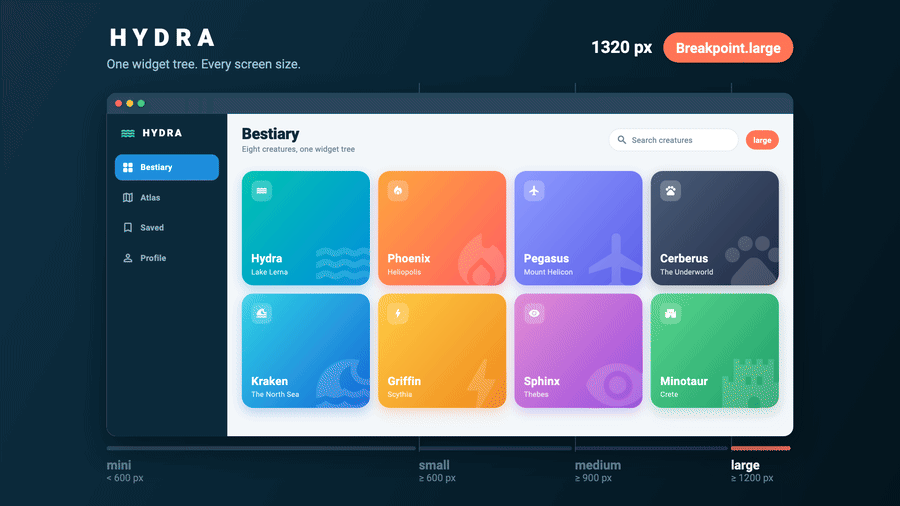 HYDRA
One widget tree. Every screen size.
1320 px
Breakpoint.large
HYDRA
Bestiary
Atlas
Saved
Profile
Bestiary
Eight creatures, one widget tree
Search creatures
large
Hydra
Lake Lerna
Phoenix
Heliopolis
Pegasus
Mount Helicon
Cerberus
The Underworld
Kraken
The North Sea
Griffin
Scythia
Sphinx
Thebes
Minotaur
Crete
mini
< 600 px
small
≥ 600 px
medium
≥ 900 px
large
≥ 1200 px